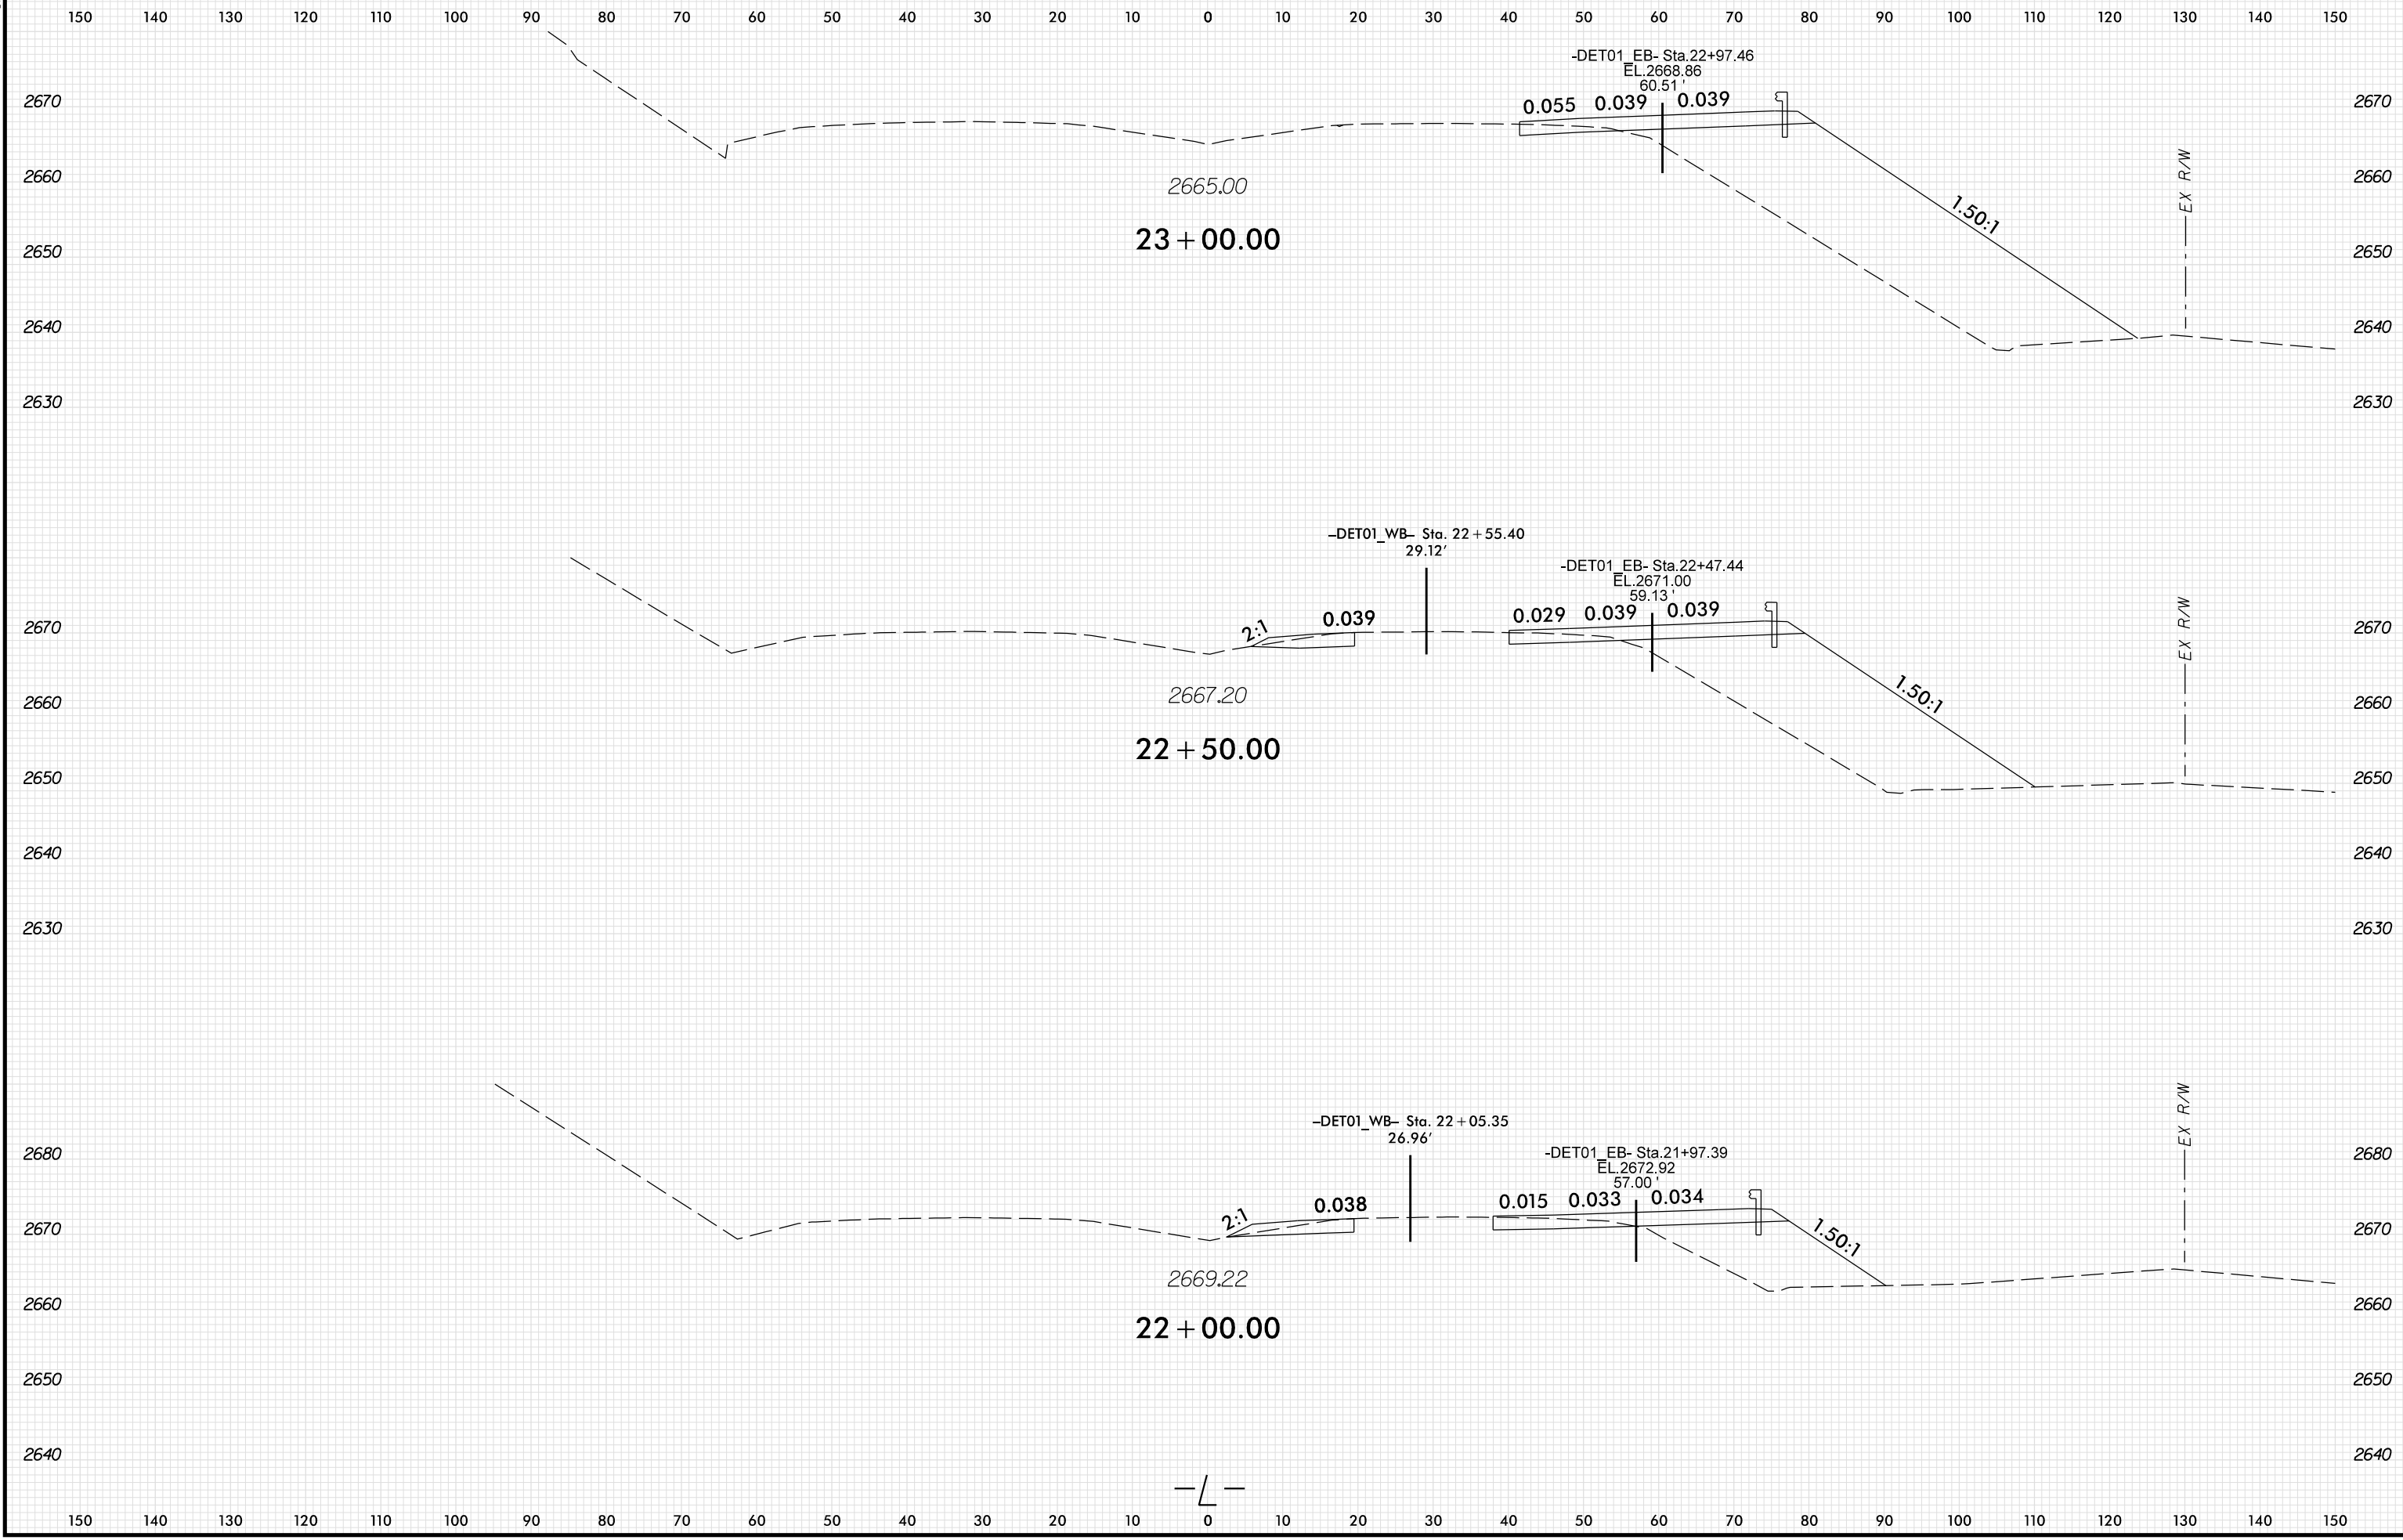 150 140 130 120 110 100 90 80 70 60 50 40 30 20 10 0 10 20 30 40 50 60 70 80 90 100 110 120 130 140 150
-DET01_EB- Sta.22+97.46
EL.2668.86
60.51 '
2670 0.055 0.039 0.039 2670
2660 2665.00 EX R/W 2660
23+00.00 1.50:1
2650 2650
2640 2640
2630 2630
–DET01_WB– Sta. 22+55.40
29.12'
-DET01_EB- Sta.22+47.44
EL.2671.00
59.13 '
2670 2:1 0.039 0.029 0.039 0.039 EX R/W 2670
2660 2667.20 1.50:1 2660
22+50.00
2650 2650
2640 2640
2630 2630
–DET01_WB– Sta. 22+05.35
26.96'
-DET01_EB- Sta.21+97.39
EL.2672.92
57.00 '
2680 EX R/W 2680
2:1 0.038 0.015 0.033 0.034
2670 1.50:1 2670
2669.22
2660 2660
22+00.00
2650 2650
2640 2640
-L-
150 140 130 120 110 100 90 80 70 60 50 40 30 20 10 0 10 20 30 40 50 60 70 80 90 100 110 120 130 140 150